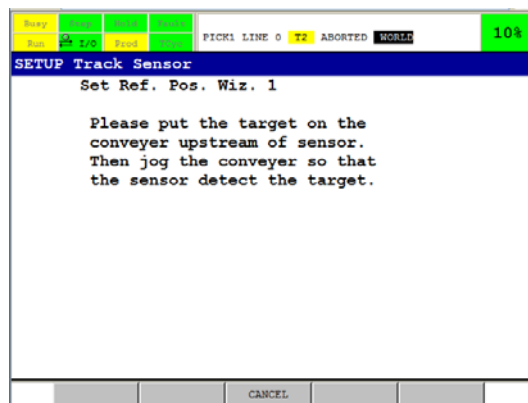 Busy Step Hold Fault
Run I/O Prod TCyc
PICK1 LINE 0 T2 ABORTED WORLD
10%
SETUP Track Sensor
Set Ref. Pos. Wiz. 1
Please put the target on the
conveyer upstream of sensor.
Then jog the conveyer so that
the sensor detect the target.
CANCEL